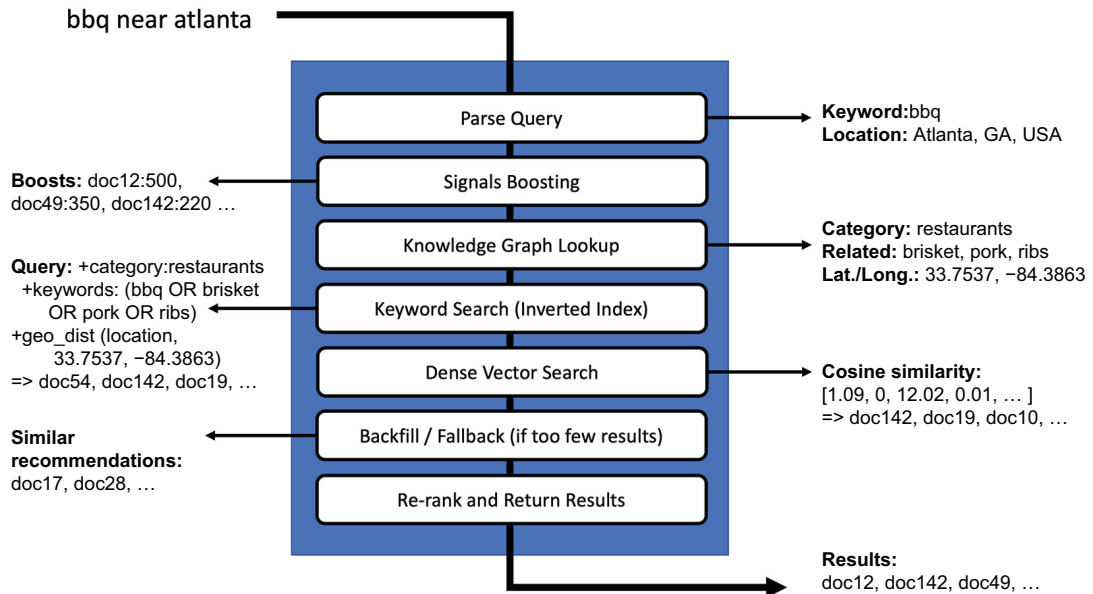 bbq near atlanta
Parse Query
Keyword:bbq
Location: Atlanta, GA, USA
Signals Boosting
Boosts: doc12:500,
doc49:350, doc142:220 …
Knowledge Graph Lookup
Category: restaurants
Related: brisket, pork, ribs
Lat./Long.: 33.7537, −84.3863
Keyword Search (Inverted Index)
Query: +category:restaurants
+keywords: (bbq OR brisket
OR pork OR ribs)
+geo_dist (location,
33.7537, −84.3863)
=> doc54, doc142, doc19, …
Dense Vector Search
Cosine similarity:
[1.09, 0, 12.02, 0.01, … ]
=> doc142, doc19, doc10, …
Backfill / Fallback (if too few results)
Similar
recommendations:
doc17, doc28, …
Re-rank and Return Results
Results:
doc12, doc142, doc49, …